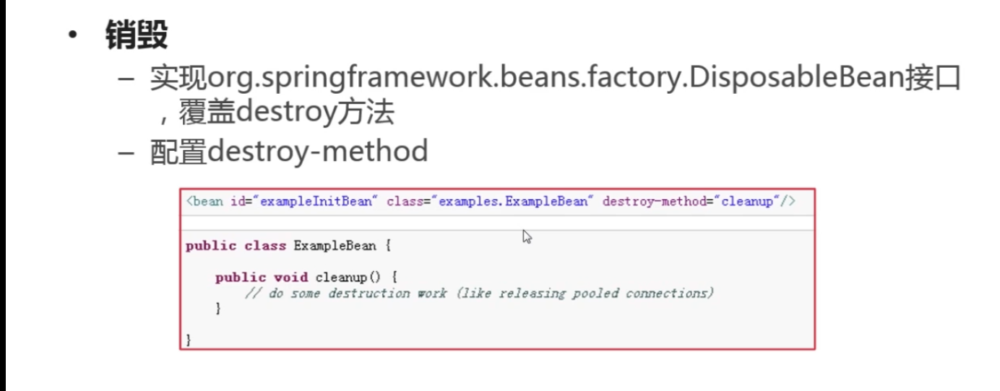 • 销毁
– 实现org.springframework.beans.factory.DisposableBean接口
，覆盖destroy方法
– 配置destroy-method
<bean id="exampleInitBean" class="examples.ExampleBean" destroy-method="cleanup"/>
public class ExampleBean {
public void cleanup() {
// do some destruction work (like releasing pooled connections)
}
}